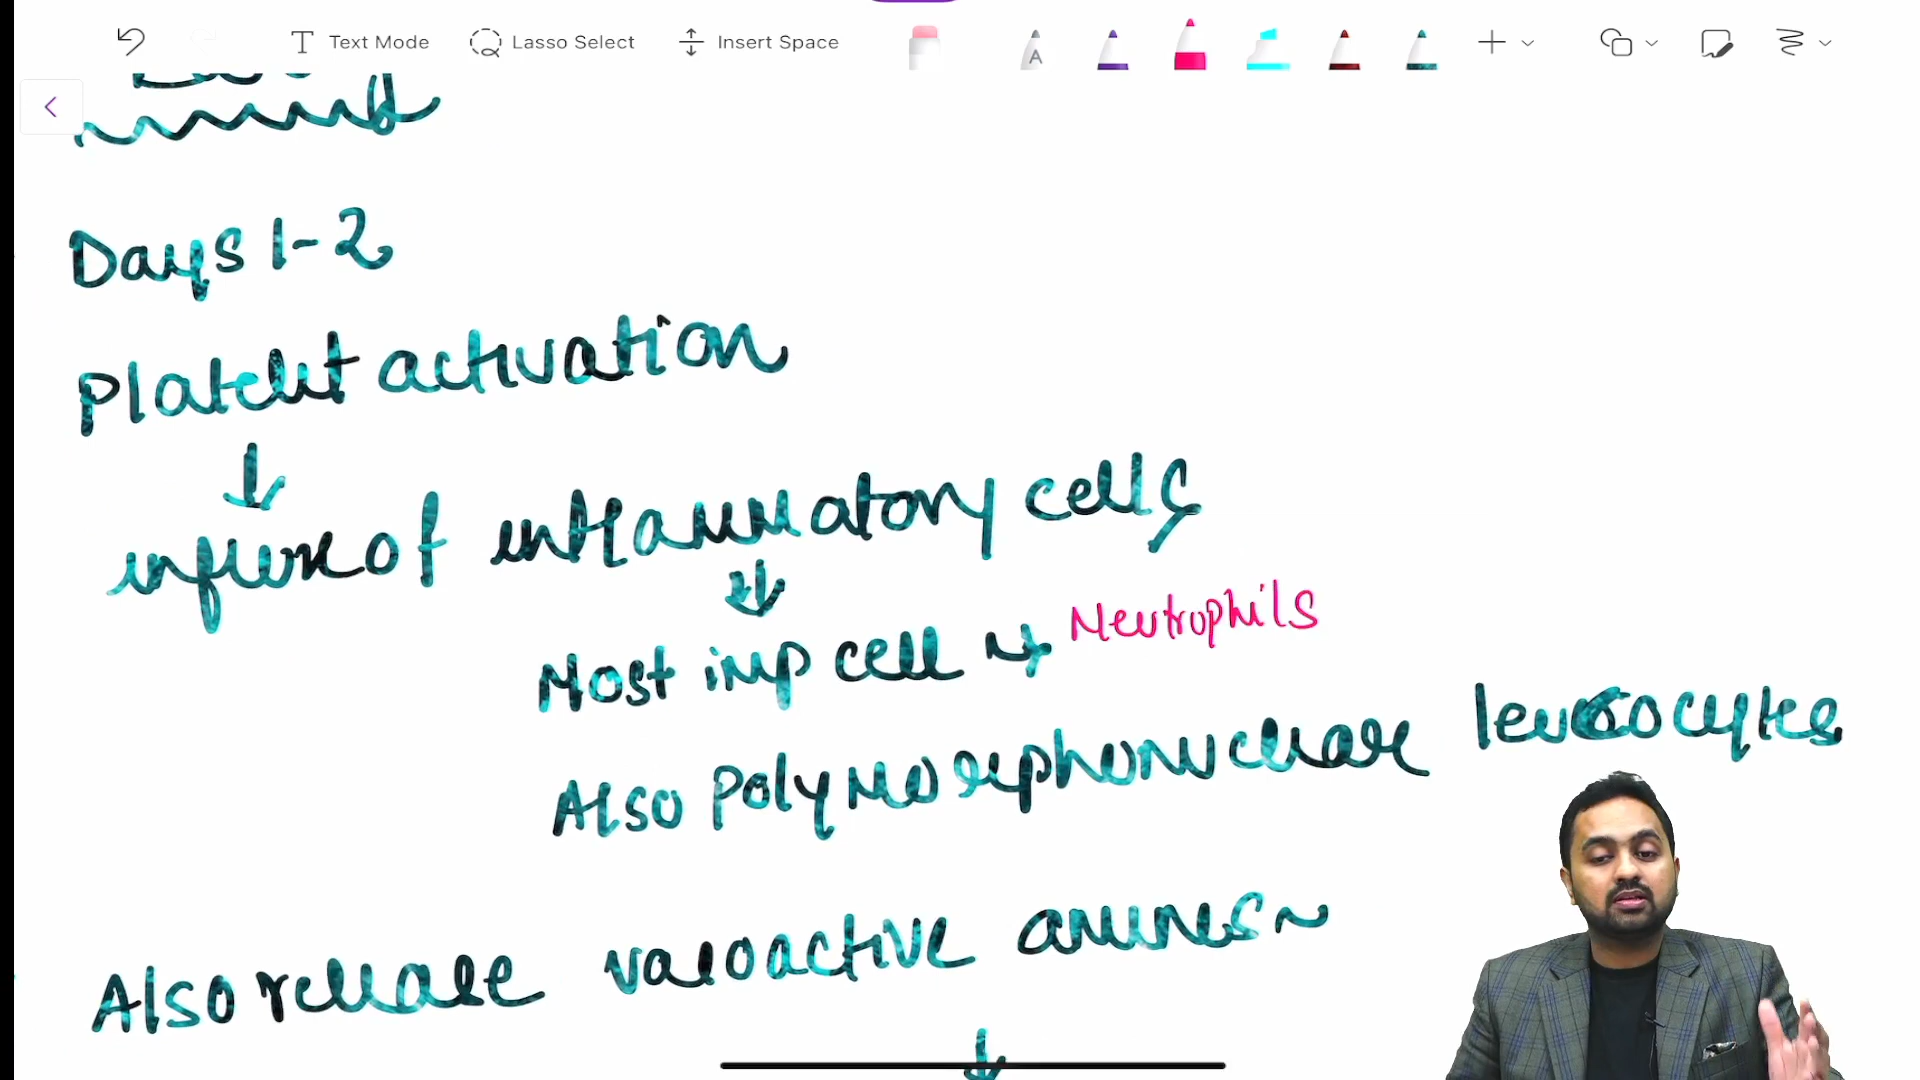 Text Mode Lasso Select Insert Space
Days 1-2
Platelet activation
↓
influx of inflammatory cells
↓
Most imp cell → Neutrophils
Also Polymorphonuclear leucocytes
Also release vasoactive amines ~
↓